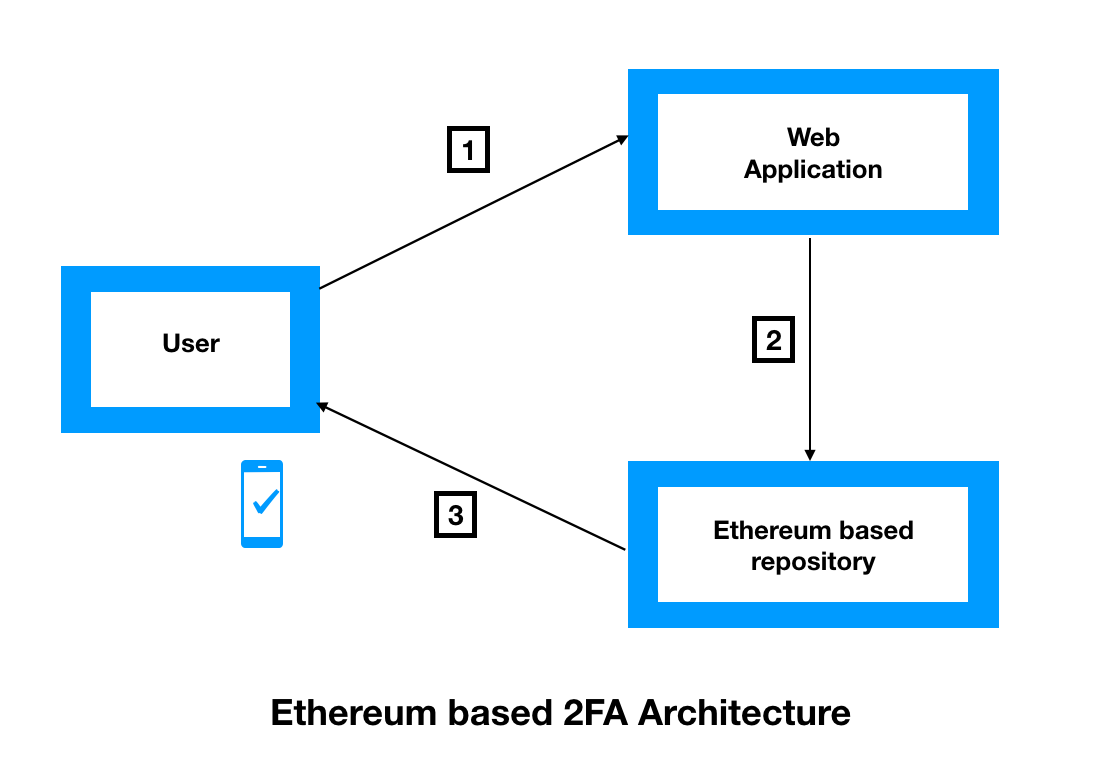 Web
Application
1
User
2
3
Ethereum based
repository
Ethereum based 2FA Architecture